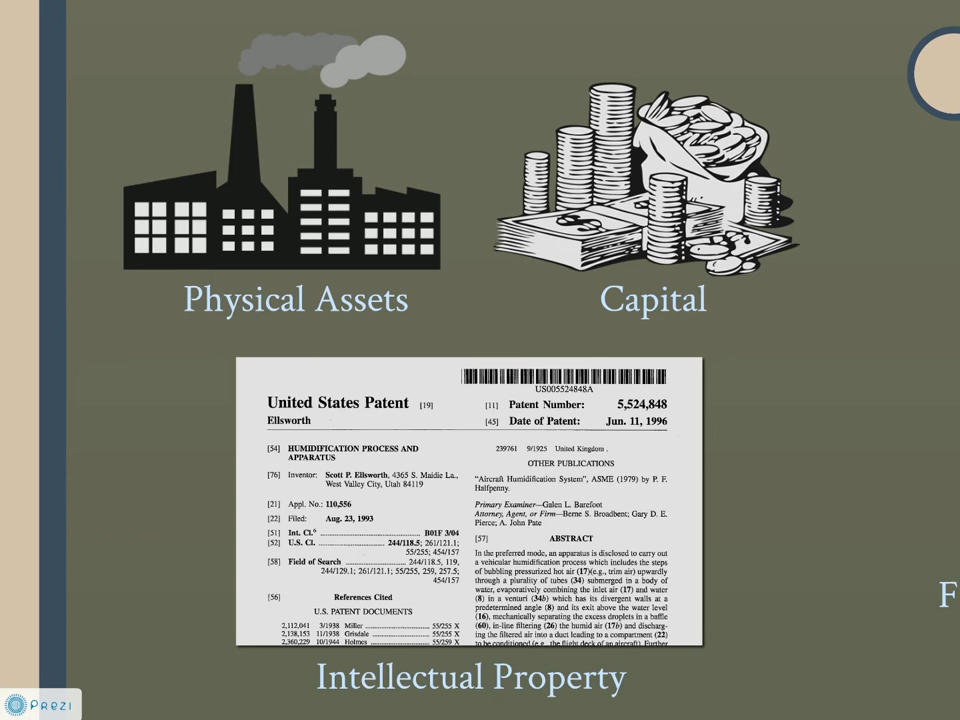 Physical Assets
Capital
US005524848A
United States Patent [19]
Ellsworth
[11] Patent Number: 5,524,848
[45] Date of Patent: Jun. 11, 1996
[54] HUMIDIFICATION PROCESS AND
APPARATUS
[76] Inventor: Scott P. Ellsworth, 4365 S. Maidie La.,
West Valley City, Utah 84119
[21] Appl. No.: 110,556
[22] Filed: Aug. 23, 1993
[51] Int. Cl.6 B01F 3/04
[52] U.S. Cl. 244/118.5; 261/121.1;
55/255; 454/157
[58] Field of Search 244/118.5, 119,
244/129.1; 261/121.1; 55/255, 259, 257.5;
454/157
[56] References Cited
U.S. PATENT DOCUMENTS
2,112,041 3/1938 Miller 55/255 X
2,138,153 11/1938 Grisdale 55/255 X
2,360,229 10/1944 Holmes 55/259 X
239761 9/1925 United Kingdom .
OTHER PUBLICATIONS
"Aircraft Humidification System", ASME (1979) by P. F.
Halfpenny.
Primary Examiner—Galen L. Barefoot
Attorney, Agent, or Firm—Berne S. Broadbent; Gary D. E.
Pierce; A. John Pate
[57] ABSTRACT
In the preferred mode, an apparatus is disclosed to carry out
a vehicular humidification process which includes the steps
of bubbling pressurized hot air (17)(e.g., trim air) upwardly
through a plurality of tubes (34) submerged in a body of
water, evaporatively combining the inlet air (17) and water
(8) in a venturi (34b) which has its divergent walls at a
predetermined angle (8) and its exit above the water level
(16), mechanically separating the excess droplets in a baffle
(60), in-line filtering (26) the humid air (17b) and discharg-
ing the filtered air into a duct leading to a compartment (22)
to be conditioned (e.g., the flight deck of an aircraft). Further
Intellectual Property
F
Prezi